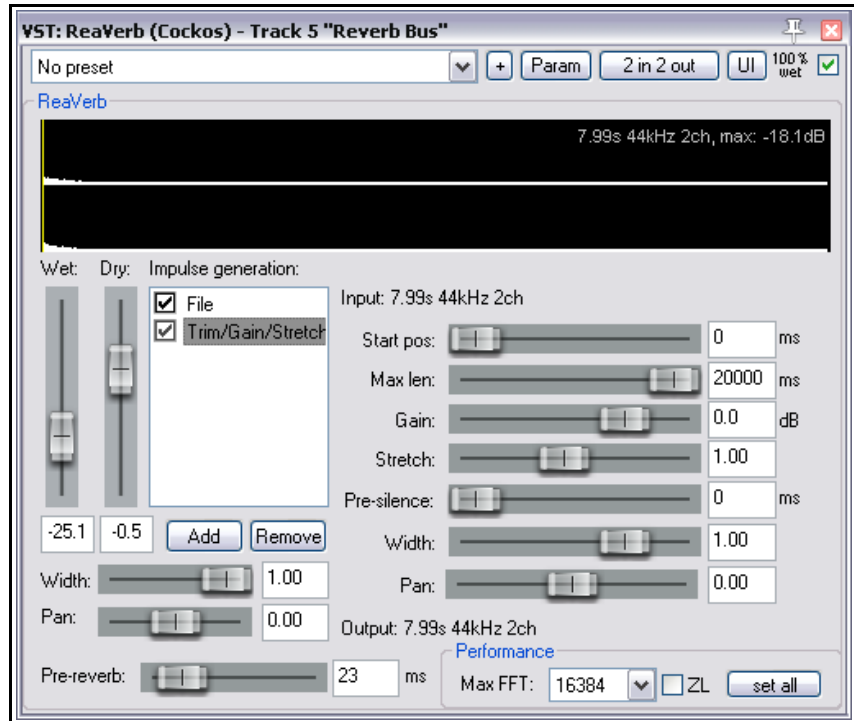 VST: ReaVerb (Cockos) - Track 5 "Reverb Bus"
No preset + Param 2 in 2 out UI 100% wet
ReaVerb
7.99s 44kHz 2ch, max: -18.1dB
Wet: Dry: Impulse generation:
File
Trim/Gain/Stretch
Input: 7.99s 44kHz 2ch
Start pos: 0 ms
Max len: 20000 ms
Gain: 0.0 dB
Stretch: 1.00
Pre-silence: 0 ms
Width: 1.00
Pan: 0.00
Output: 7.99s 44kHz 2ch
-25.1 -0.5 Add Remove
Width: 1.00
Pan: 0.00
Pre-reverb: 23 ms
Performance
Max FFT: 16384 ZL set all